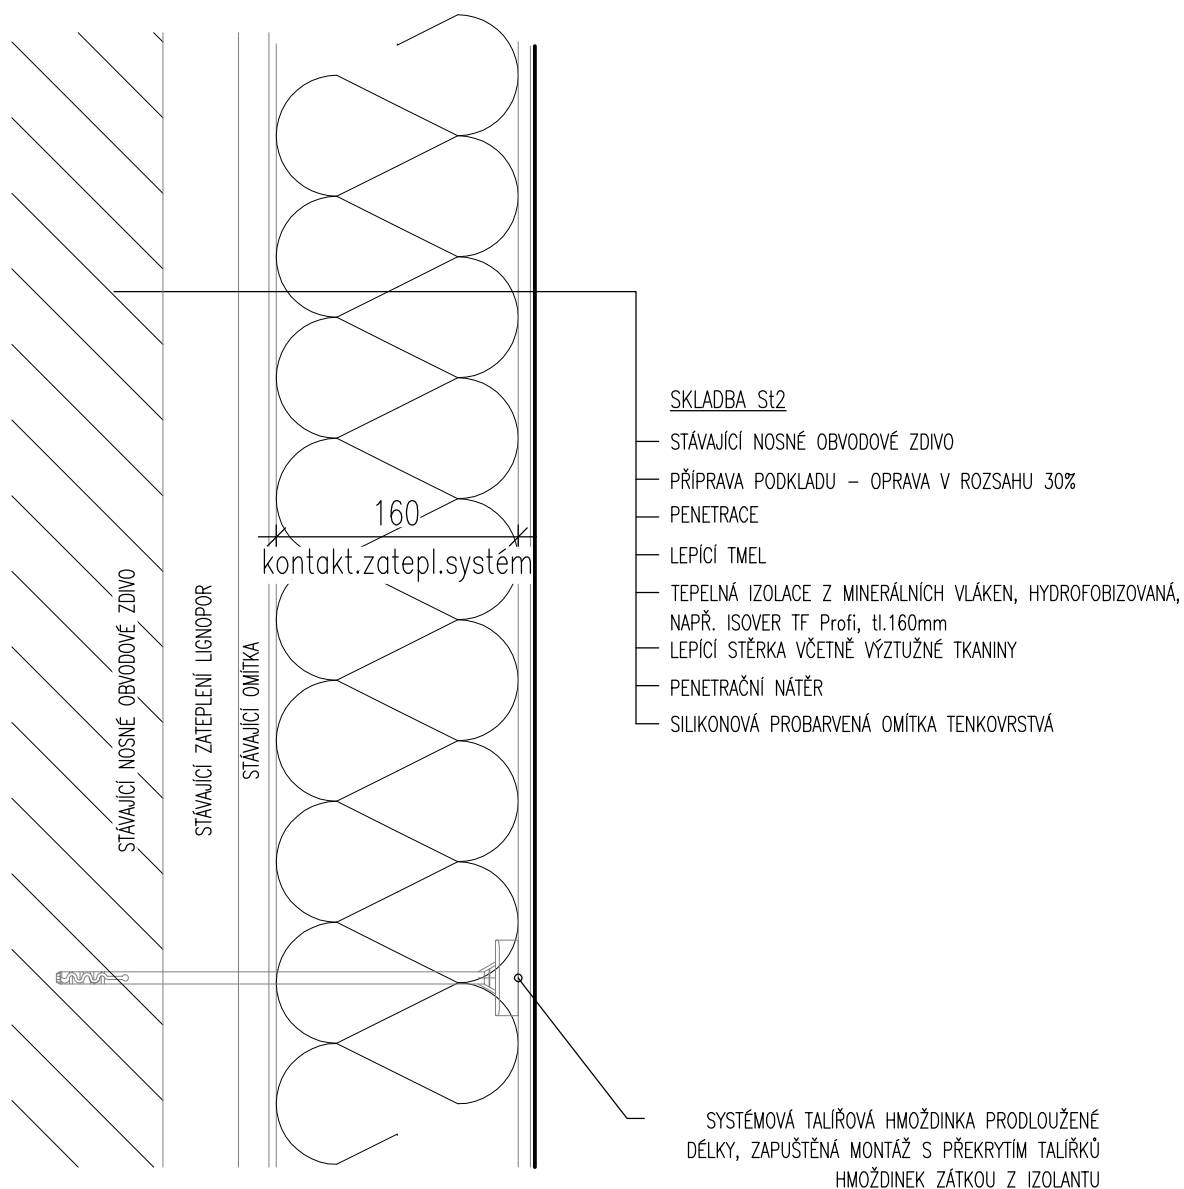 160
kontakt.zatepl.systém
STÁVAJÍCÍ NOSNÉ OBVODOVÉ ZDIVO
STÁVAJÍCÍ ZATEPLENÍ LIGNOPOR
STÁVAJÍCÍ OMÍTKA
SKLADBA St2
STÁVAJÍCÍ NOSNÉ OBVODOVÉ ZDIVO
PŘÍPRAVA PODKLADU – OPRAVA V ROZSAHU 30%
PENETRACE
LEPÍCÍ TMEL
TEPELNÁ IZOLACE Z MINERÁLNÍCH VLÁKEN, HYDROFOBIZOVANÁ,
NAPŘ. ISOVER TF Profi, tl.160mm
LEPÍCÍ STĚRKA VČETNĚ VÝZTUŽNÉ TKANINY
PENETRAČNÍ NÁTĚR
SILIKONOVÁ PROBARVENÁ OMÍTKA TENKOVRSTVÁ
SYSTÉMOVÁ TALÍŘOVÁ HMOŽDINKA PRODLOUŽENÉ
DÉLKY, ZAPUŠTĚNÁ MONTÁŽ S PŘEKRYTÍM TALÍŘKŮ
HMOŽDINEK ZÁTKOU Z IZOLANTU